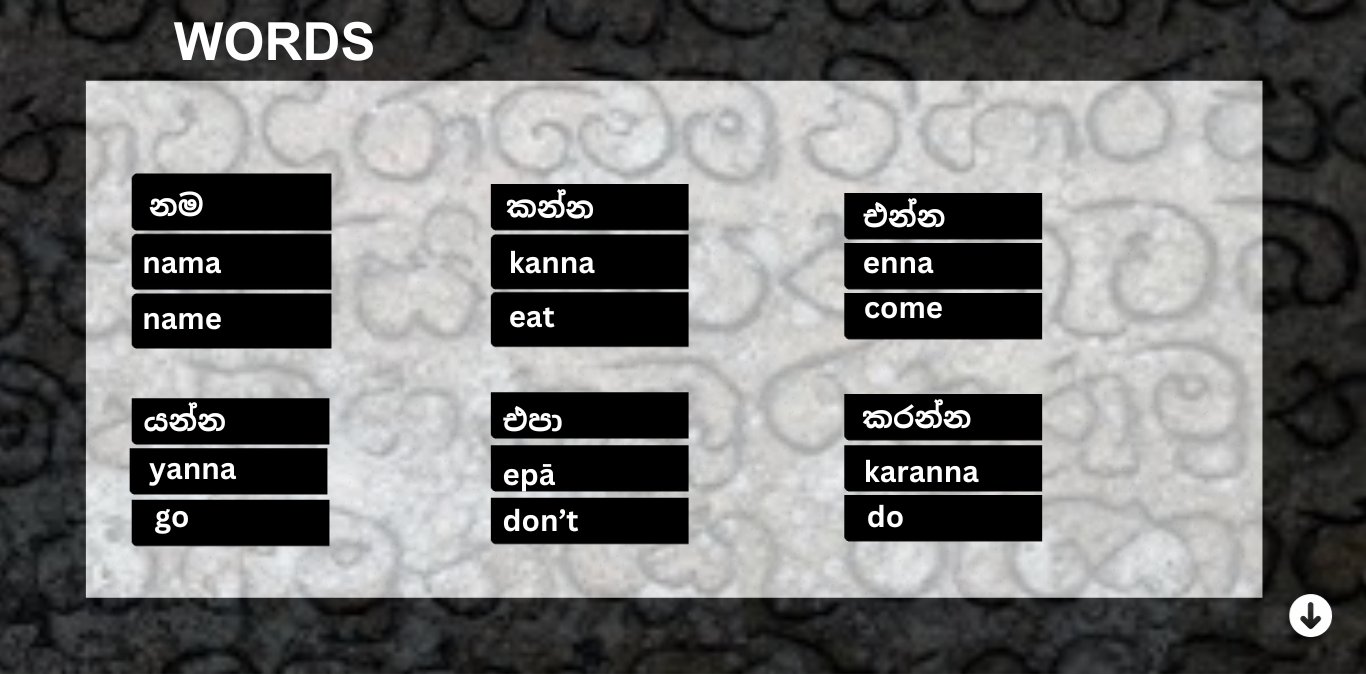 WORDS
නම
nama
name
කන්න
kanna
eat
එන්න
enna
come
යන්න
yanna
go
එපා
epā
don’t
කරන්න
karanna
do